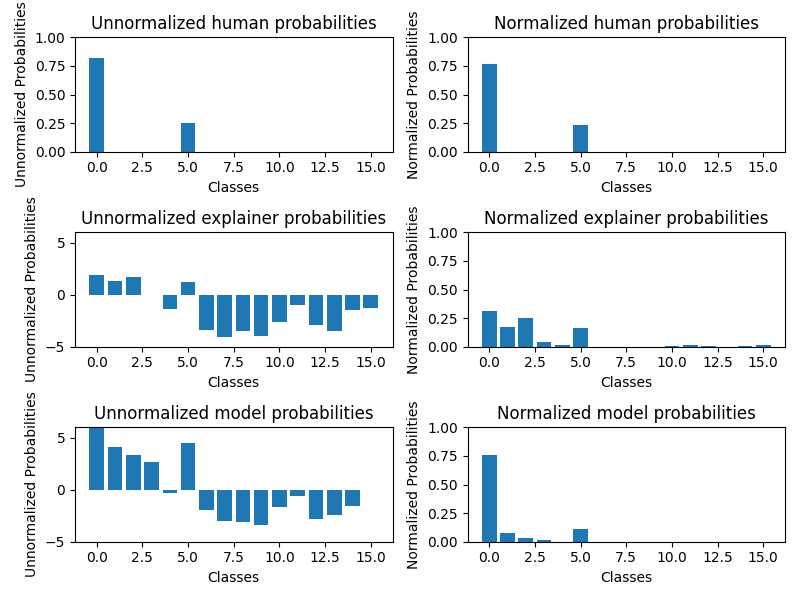 Unnormalized human probabilities
Unnormalized Probabilities
1.00
0.75
0.50
0.25
0.00
0.0 2.5 5.0 7.5 10.0 12.5 15.0
Classes
Normalized human probabilities
Normalized Probabilities
1.00
0.75
0.50
0.25
0.00
0.0 2.5 5.0 7.5 10.0 12.5 15.0
Classes
Unnormalized explainer probabilities
Unnormalized Probabilities
5
0
−5
0.0 2.5 5.0 7.5 10.0 12.5 15.0
Classes
Normalized explainer probabilities
Normalized Probabilities
1.00
0.75
0.50
0.25
0.00
0.0 2.5 5.0 7.5 10.0 12.5 15.0
Classes
Unnormalized model probabilities
Unnormalized Probabilities
5
0
−5
0.0 2.5 5.0 7.5 10.0 12.5 15.0
Classes
Normalized model probabilities
Normalized Probabilities
1.00
0.75
0.50
0.25
0.00
0.0 2.5 5.0 7.5 10.0 12.5 15.0
Classes